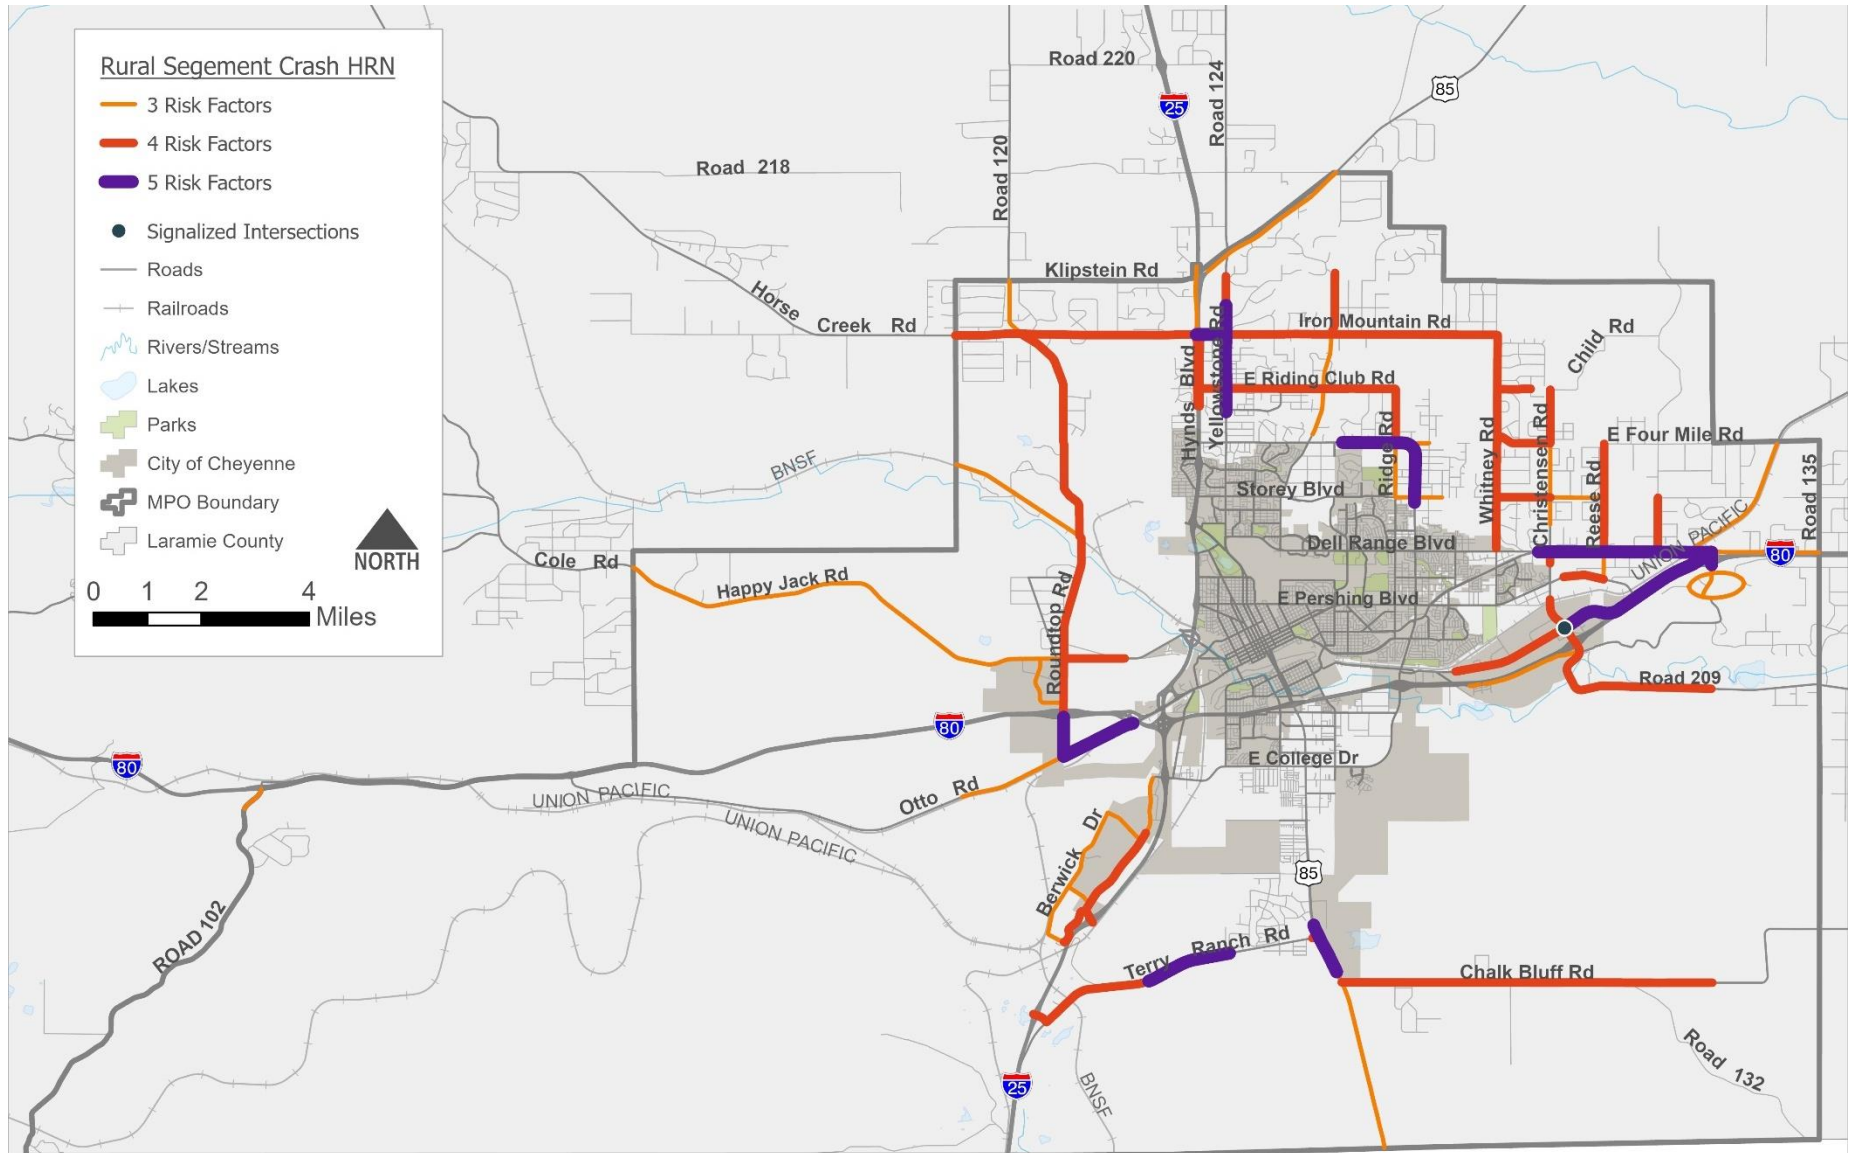 Rural Segement Crash HRN
3 Risk Factors
4 Risk Factors
5 Risk Factors
Signalized Intersections
Roads
Railroads
Rivers/Streams
Lakes
Parks
City of Cheyenne
MPO Boundary
Laramie County
NORTH
0 1 2 4
Miles
Road 220
Road 124
85
25
Road 218
Road 120
Klipstein Rd
Horse Creek Rd
Iron Mountain Rd
Child Rd
Hynds Blvd
Yellowstone Rd
E Riding Club Rd
Ridge Rd
Whitney Rd
Christensen Rd
E Four Mile Rd
Reese Rd
Road 135
BNSF
Storey Blvd
UNION PACIFIC
Dell Range Blvd
80
Cole Rd
Happy Jack Rd
Roundtop Rd
E Pershing Blvd
Road 209
80
80
E College Dr
UNION PACIFIC
Otto Rd
UNION PACIFIC
Berwick Dr
85
ROAD 102
Terry Ranch Rd
Chalk Bluff Rd
Road 132
25
BNSF